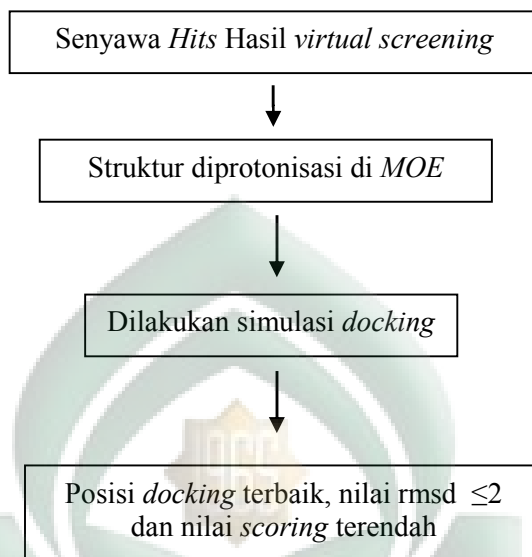 Senyawa Hits Hasil virtual screening
Struktur diprotonisasi di MOE
Dilakukan simulasi docking
Posisi docking terbaik, nilai rmsd ≤2
dan nilai scoring terendah